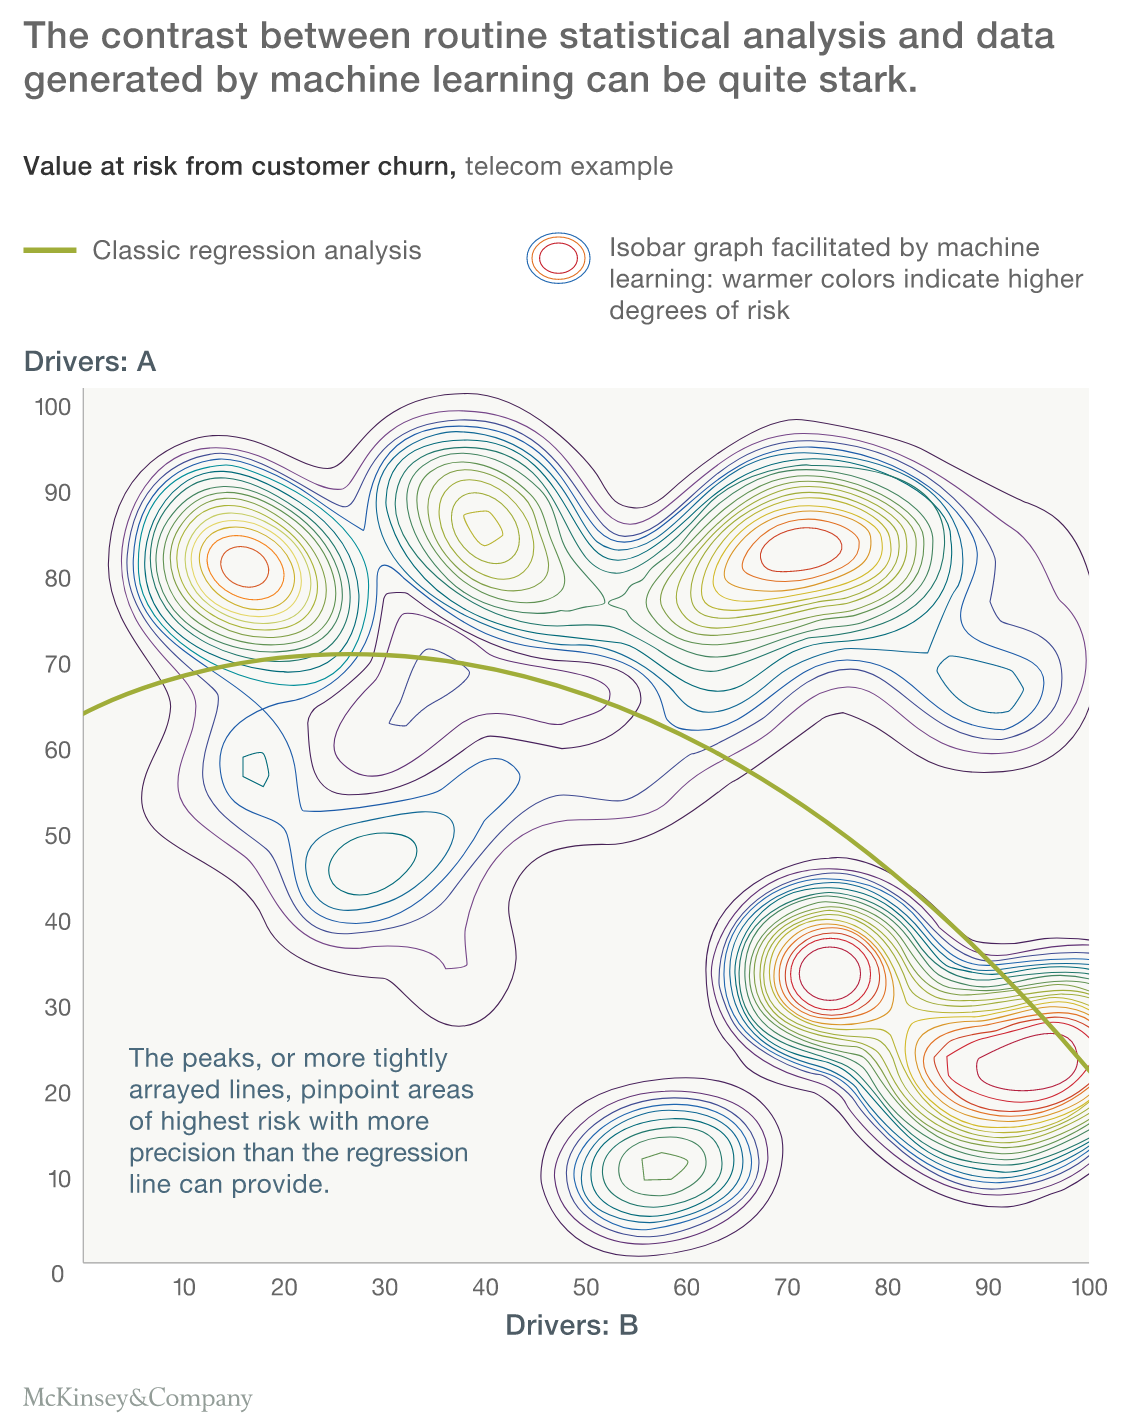 The contrast between routine statistical analysis and data
generated by machine learning can be quite stark.
Value at risk from customer churn, telecom example
Classic regression analysis
Isobar graph facilitated by machine
learning: warmer colors indicate higher
degrees of risk
Drivers: A
100
90
80
70
60
50
40
30
20
10
0
The peaks, or more tightly
arrayed lines, pinpoint areas
of highest risk with more
precision than the regression
line can provide.
10 20 30 40 50 60 70 80 90 100
Drivers: B
McKinsey&Company